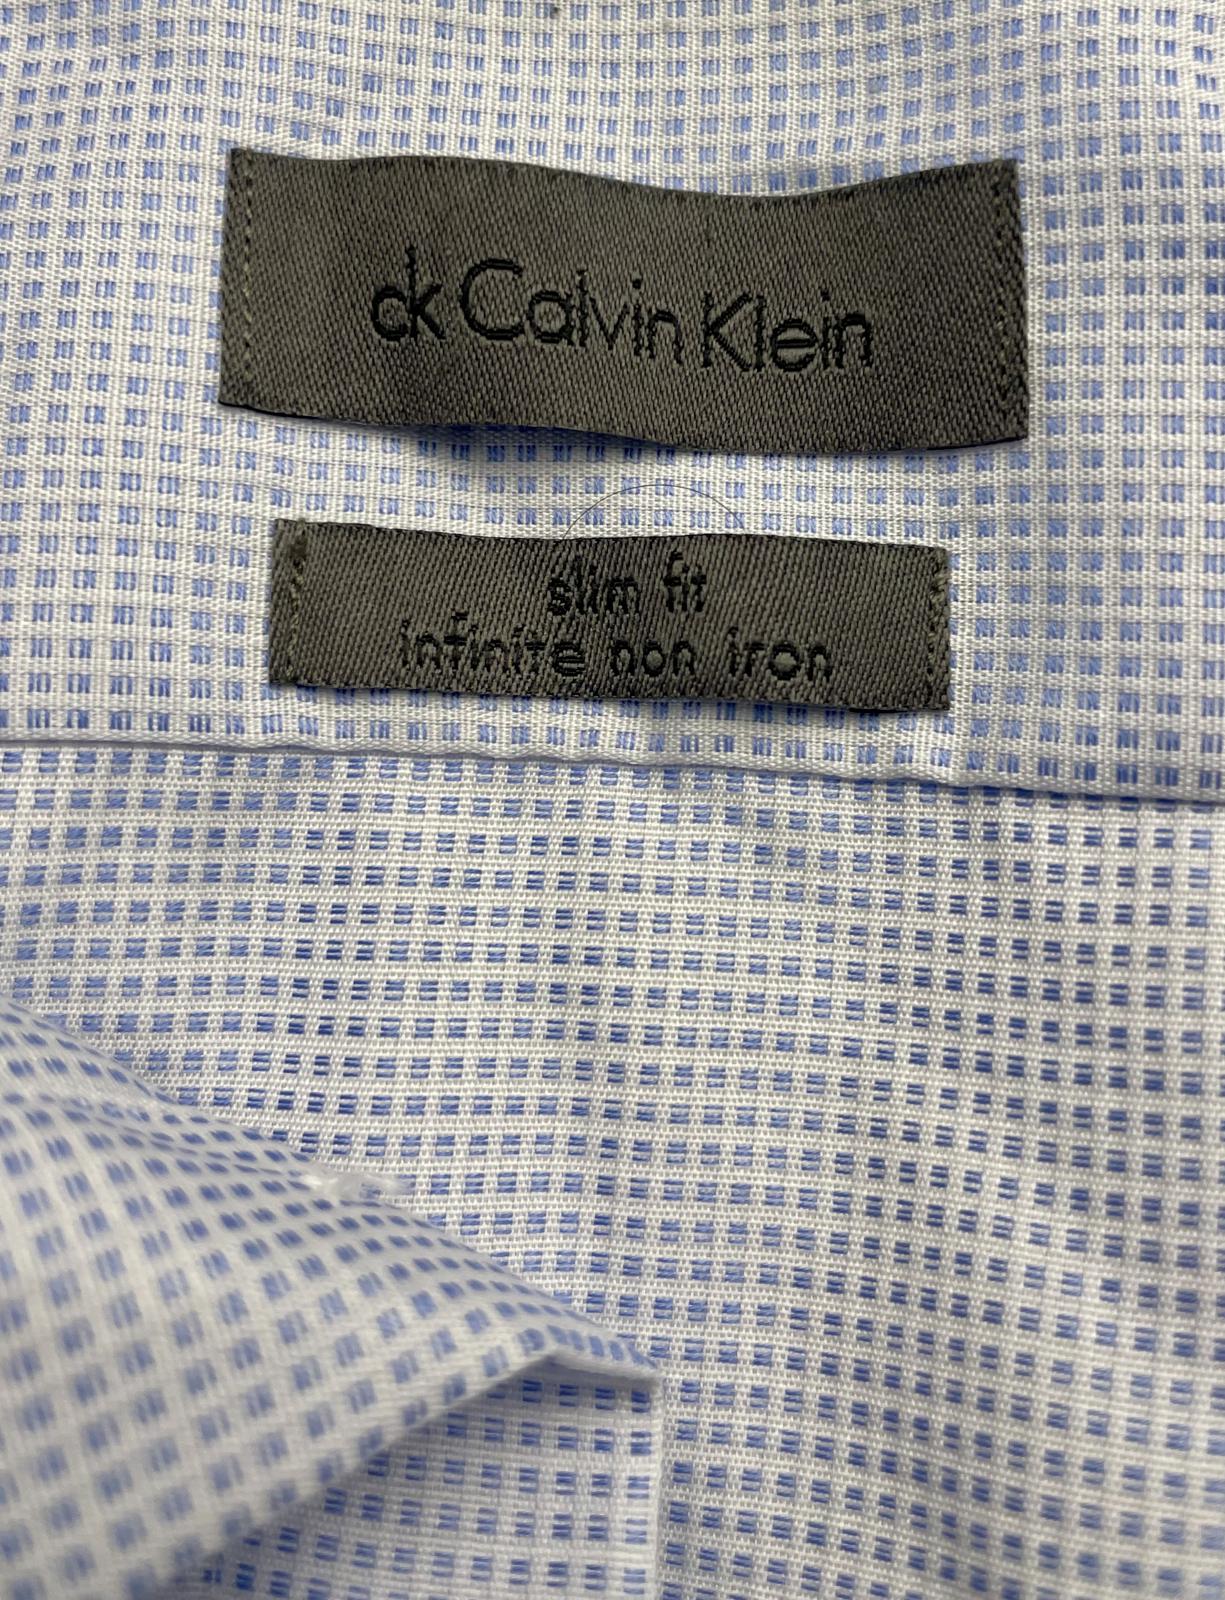 ck Calvin Klein
slim fit
infinite non iron